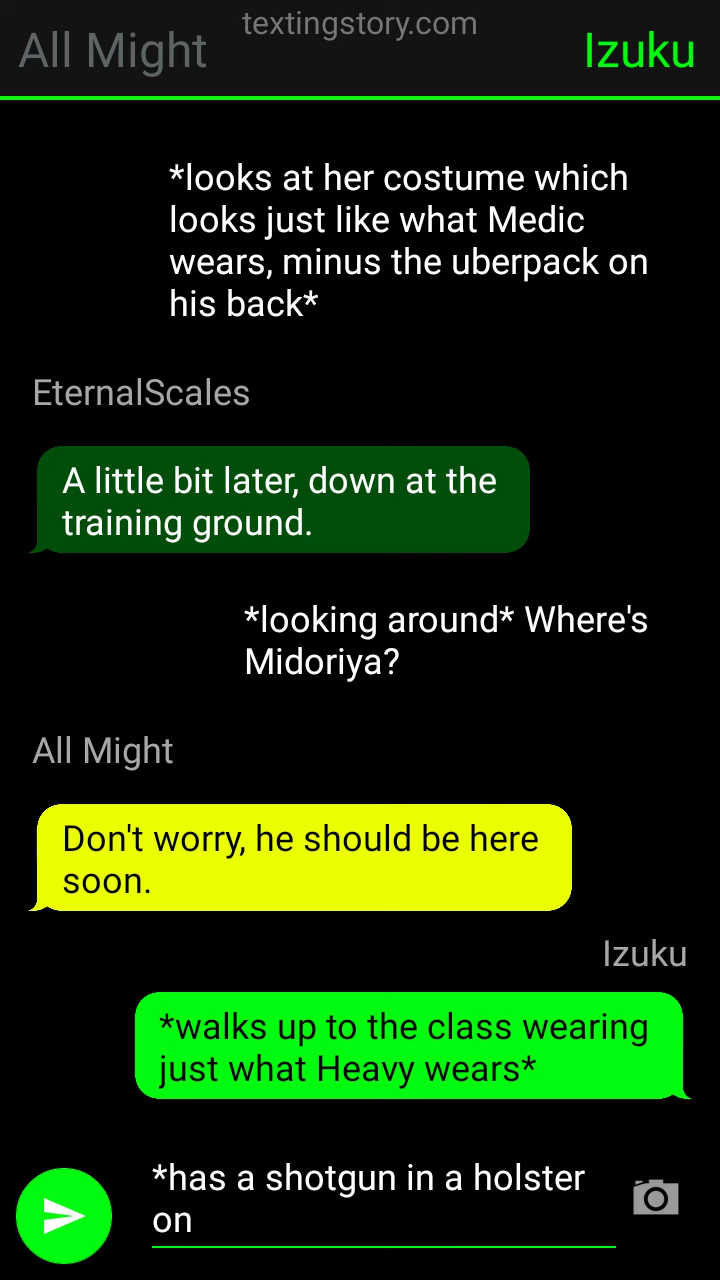 textingstory.com
All Might
Izuku
*looks at her costume which
looks just like what Medic
wears, minus the uberpack on
his back*
EternalScales
A little bit later, down at the
training ground.
*looking around* Where's
Midoriya?
All Might
Don't worry, he should be here
soon.
Izuku
*walks up to the class wearing
just what Heavy wears*
*has a shotgun in a holster
on